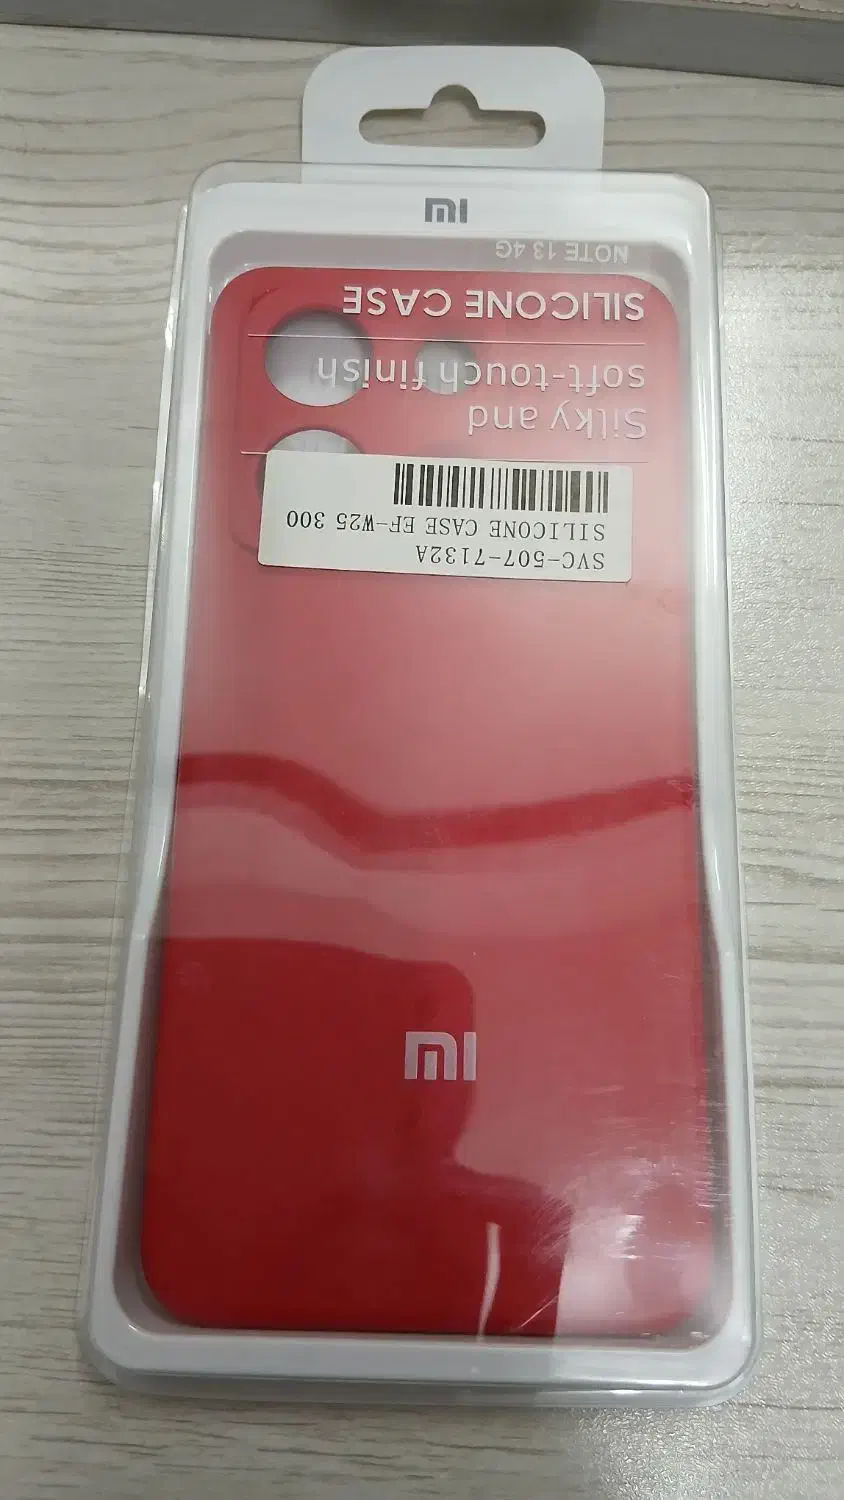 mi
SVC-507-7132A
SILICONE CASE EF-W25 300
Silky and
soft-touch finish
SILICONE CASE
NOTE 13 4G
mi